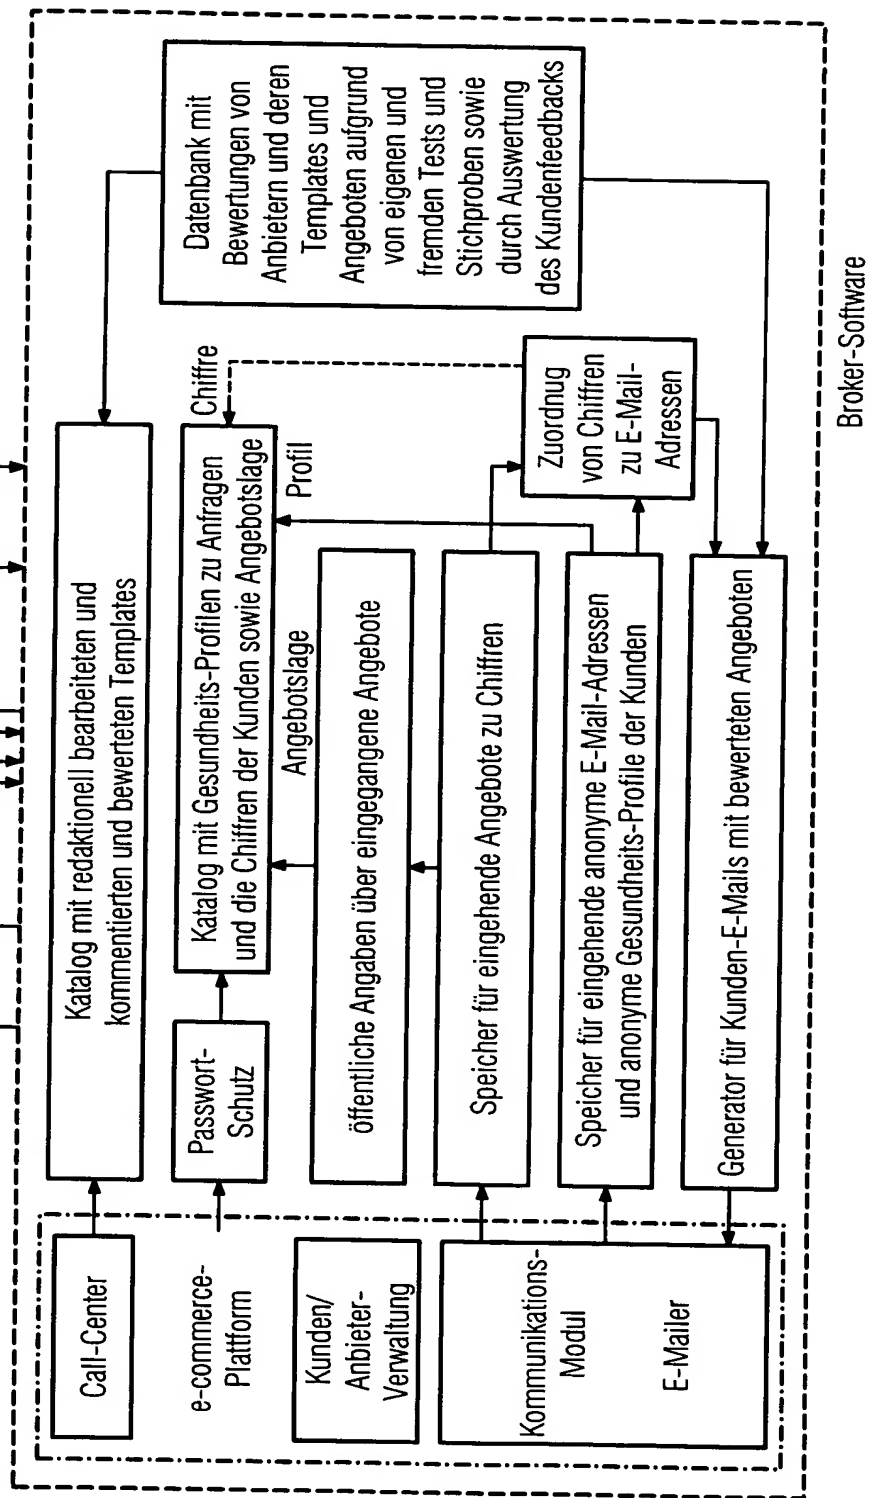 Call-Center
e-commerce-
Plattform
Kunden/
Anbieter-
Verwaltung
Kommunikations-
Modul
E-Mailer
Katalog mit redaktionell bearbeiteten und
kommentierten und bewerteten Templates
Passwort-
Schutz
Katalog mit Gesundheits-Profilen zu Anfragen
und die Chiffren der Kunden sowie Angebotslage
Chiffre
Profil
Angebotslage
öffentliche Angaben über eingegangene Angebote
Speicher für eingehende Angebote zu Chiffren
Speicher für eingehende anonyme E-Mail-Adressen
und anonyme Gesundheits-Profile der Kunden
Generator für Kunden-E-Mails mit bewerteten Angeboten
Zuordnug
von Chiffren
zu E-Mail-
Adressen
Datenbank mit
Bewertungen von
Anbietern und deren
Templates und
Angeboten aufgrund
von eigenen und
fremden Tests und
Stichproben sowie
durch Auswertung
des Kundenfeedbacks
Broker-Software